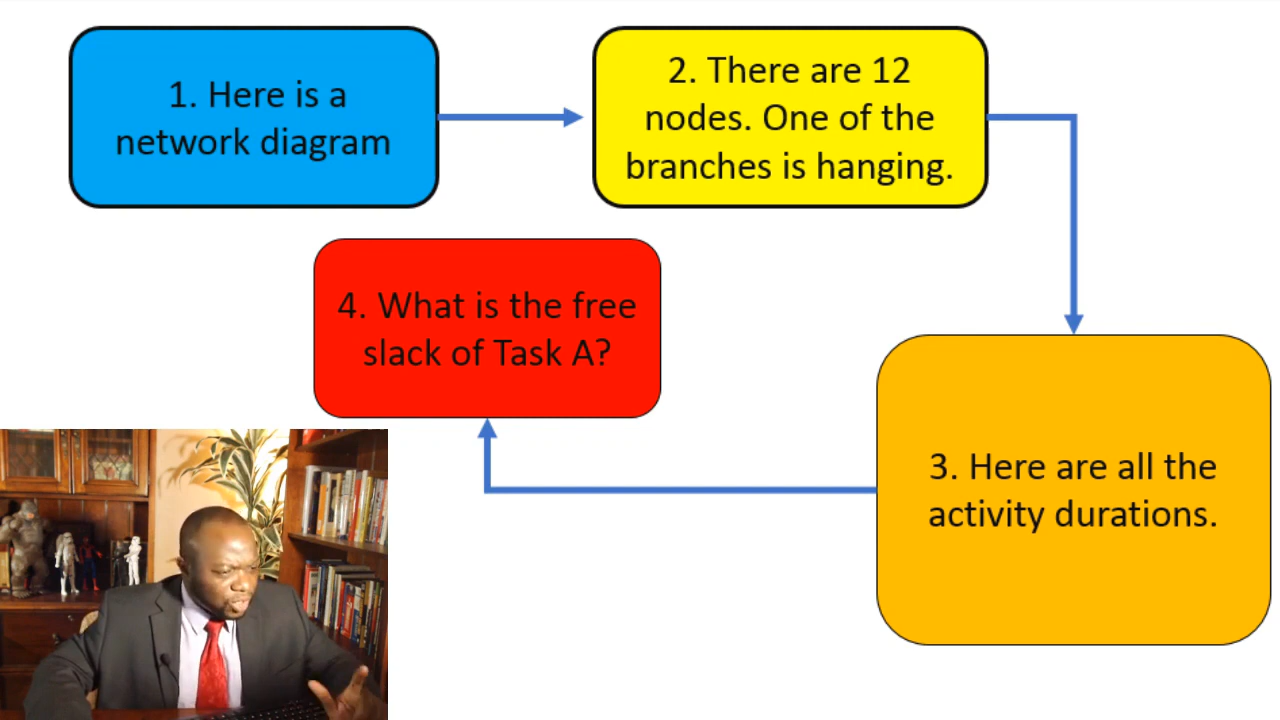 1. Here is a
network diagram
2. There are 12
nodes. One of the
branches is hanging.
3. Here are all the
activity durations.
4. What is the free
slack of Task A?